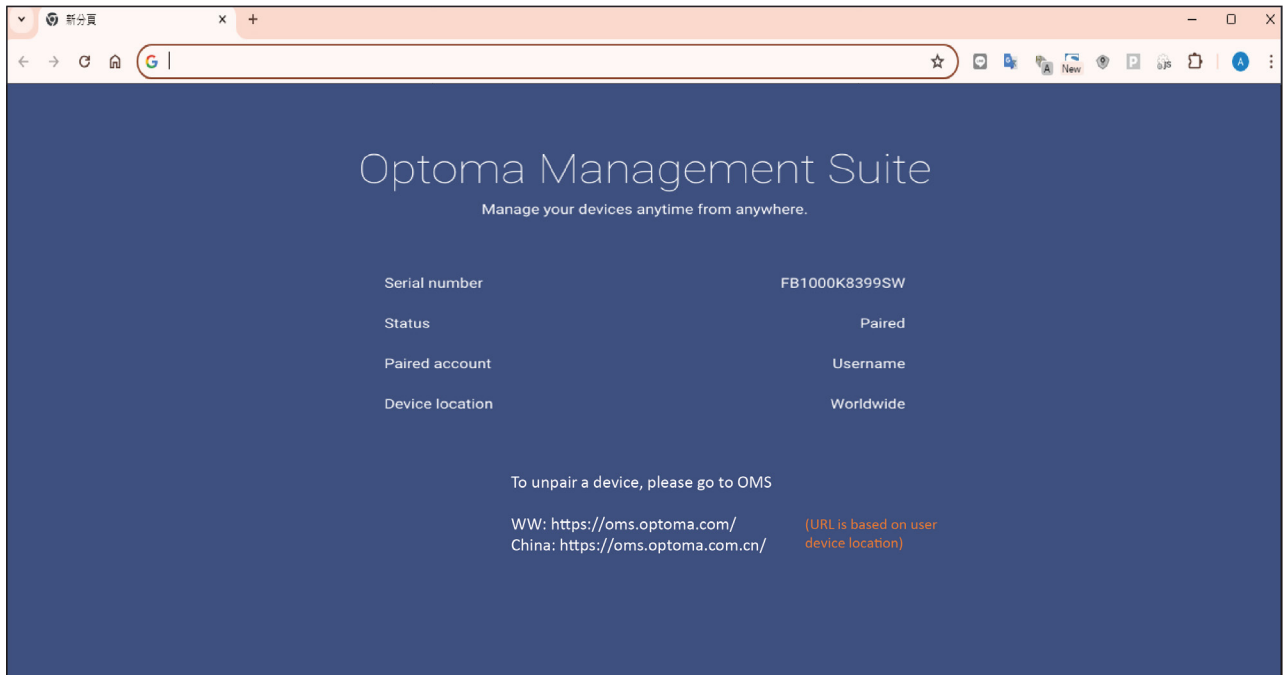 新分頁
New
A
P
js
A
Optoma Management Suite
Manage your devices anytime from anywhere.
Serial number FB1000K8399SW
Status Paired
Paired account Username
Device location Worldwide
To unpair a device, please go to OMS
WW: https://oms.optoma.com/ (URL is based on user
China: https://oms.optoma.com.cn/ device location)